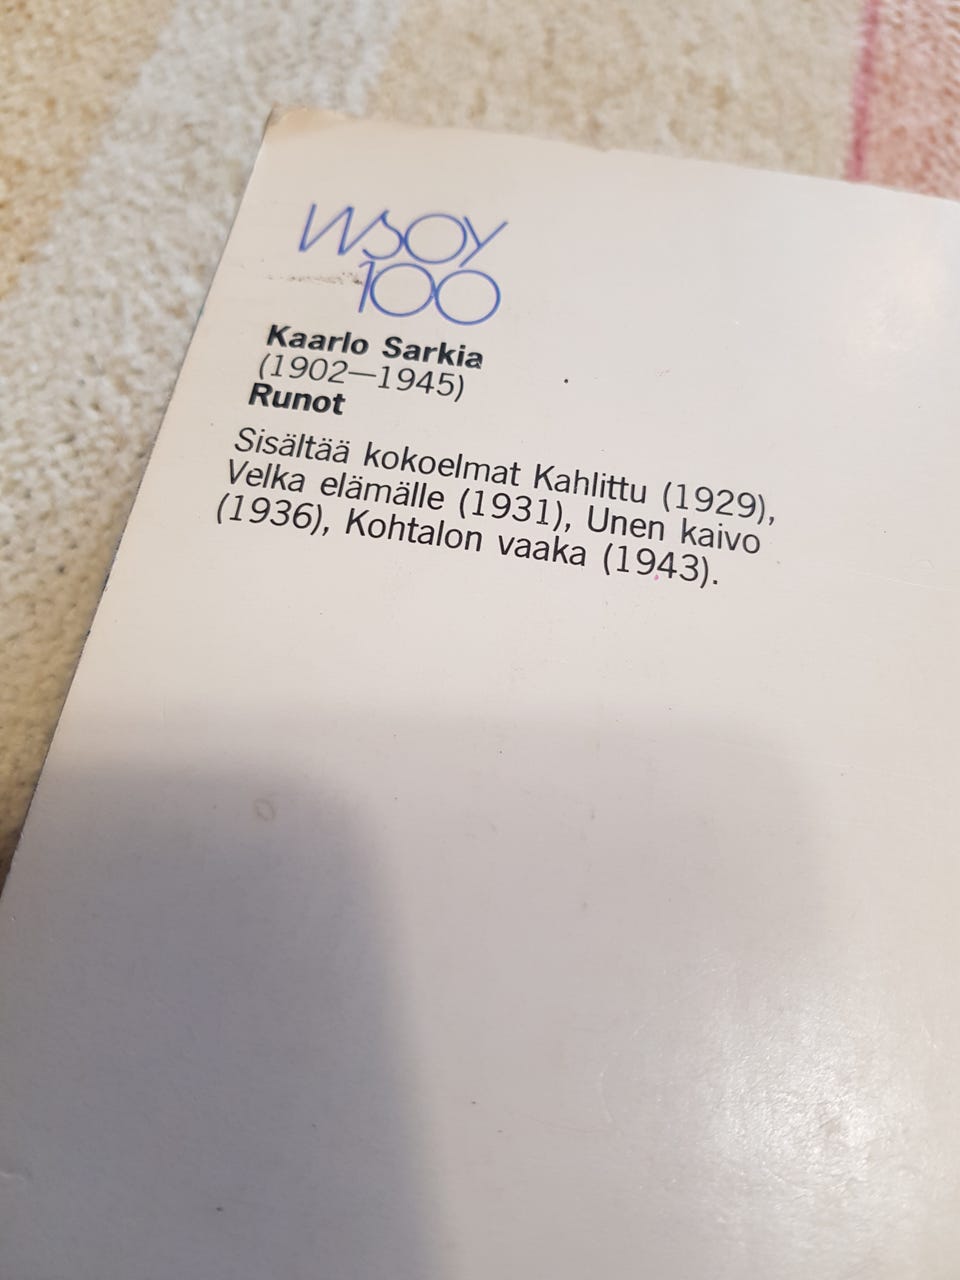 WSOY
100
Kaarlo Sarkia
(1902—1945)
Runot
Sisältää kokoelmat Kahlittu (1929),
Velka elämälle (1931), Unen kaivo
(1936), Kohtalon vaaka (1943).